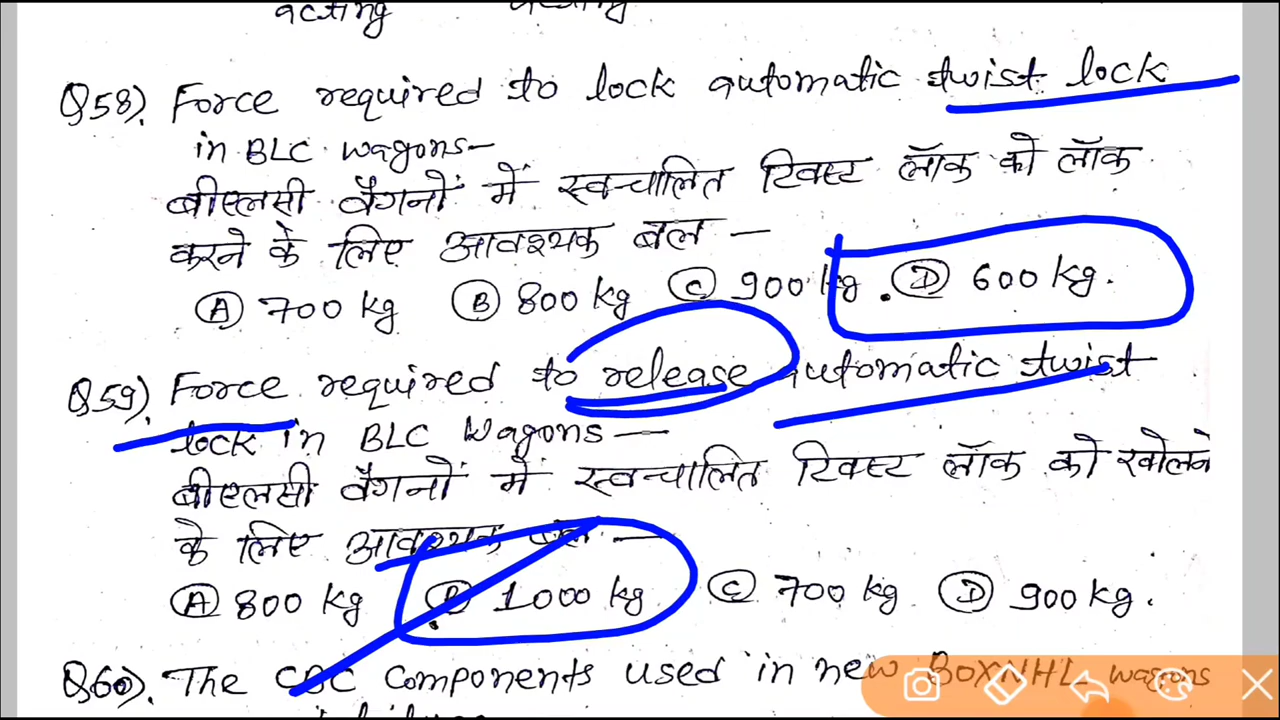 acting
Q58). Force required to lock automatic twist lock
in BLC wagons-
बीएलसी वैगनों में स्वचालित टिवस्ट लॉक को लॉक
करने के लिए आवश्यक बल -
(A) 700 kg (B) 800 kg (C) 900 kg (D) 600 kg.
Q59). Force required to release automatic twist
lock in BLC Wagons -
बीएलसी वैगनों में स्वचालित टिवस्ट लॉक को खोलने
के लिए आवश्यक बल -
(A) 800 kg (B) 1000 kg (C) 700 kg (D) 900 kg.
Q60). The CBC components used in new BOXNHL wagons